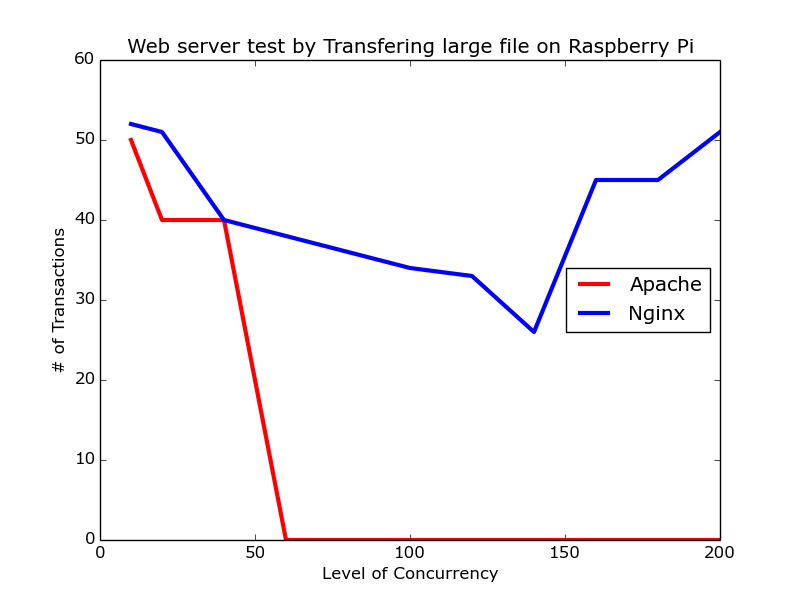 Web server test by Transfering large file on Raspberry Pi
60
50
40
30
20
10
0
# of Transactions
Apache
Nginx
0 50 100 150 200
Level of Concurrency